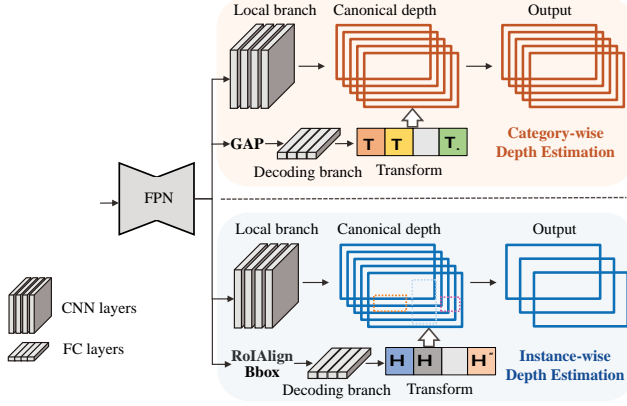 Local branch
Canonical depth
Output
GAP
T T T.
Category-wise
Depth Estimation
Decoding branch
Transform
FPN
Local branch
Canonical depth
Output
CNN layers
RoIAlign
Bbox
H H H
Instance-wise
Depth Estimation
FC layers
Decoding branch
Transform